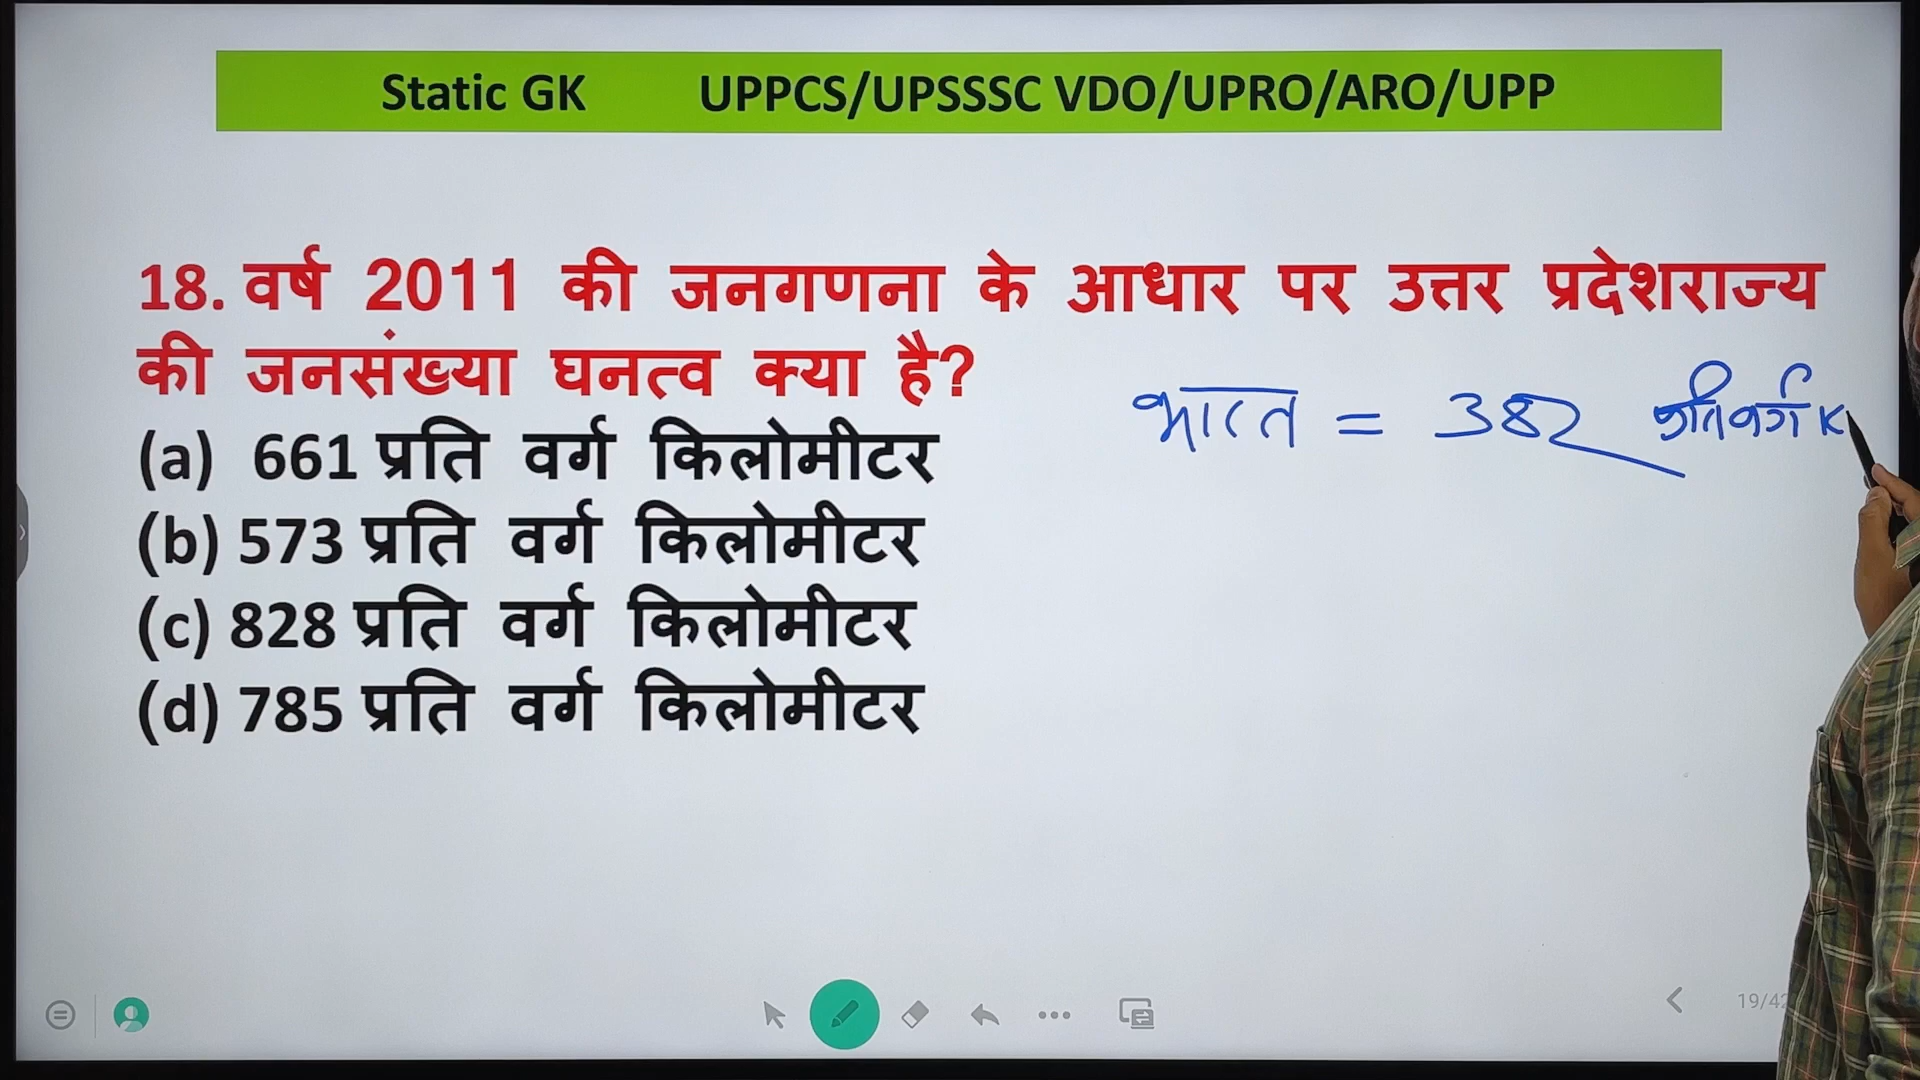 Static GK UPPCS/UPSSSC VDO/UPRO/ARO/UPP
18. वर्ष 2011 की जनगणना के आधार पर उत्तर प्रदेशराज्य
की जनसंख्या घनत्व क्या है?
भारत = 382 प्रतिवर्ग K
(a) 661 प्रति वर्ग किलोमीटर
(b) 573 प्रति वर्ग किलोमीटर
(c) 828 प्रति वर्ग किलोमीटर
(d) 785 प्रति वर्ग किलोमीटर
19/42